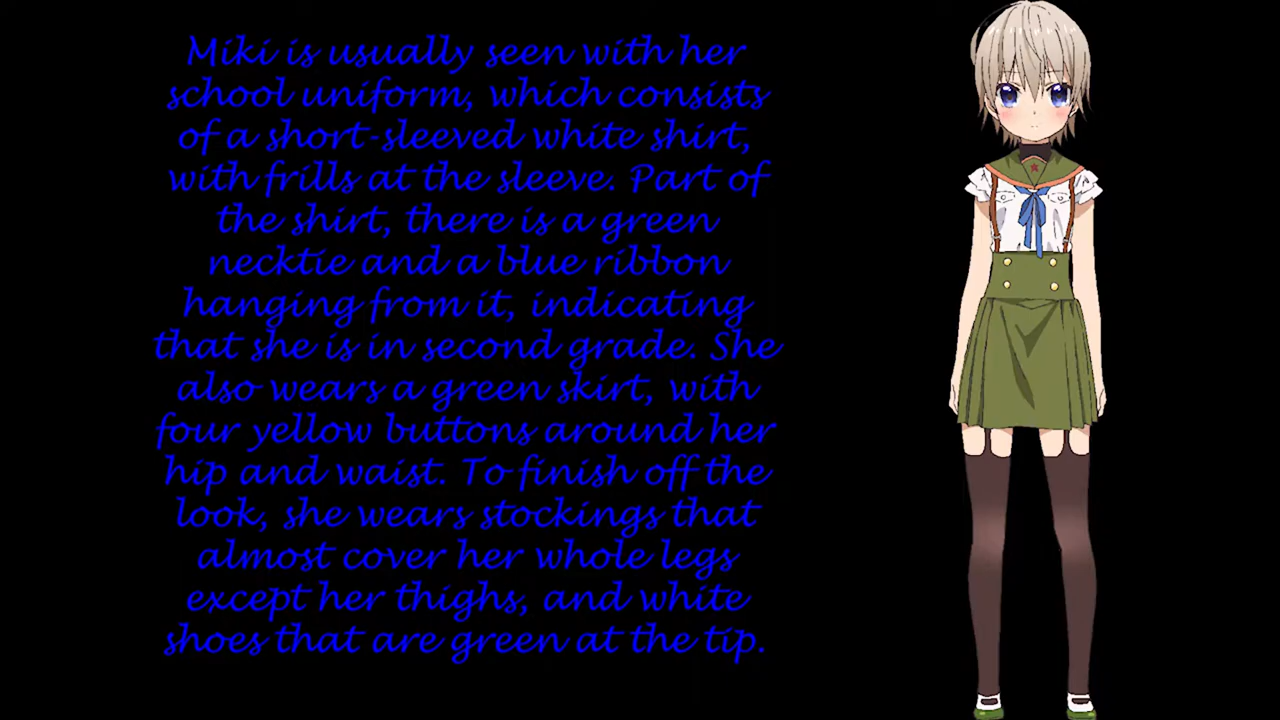 Miki is usually seen with her
school uniform, which consists
of a short-sleeved white shirt,
with frills at the sleeve. Part of
the shirt, there is a green
necktie and a blue ribbon
hanging from it, indicating
that she is in second grade. She
also wears a green skirt, with
four yellow buttons around her
hip and waist. To finish off the
look, she wears stockings that
almost cover her whole legs
except her thighs, and white
shoes that are green at the tip.